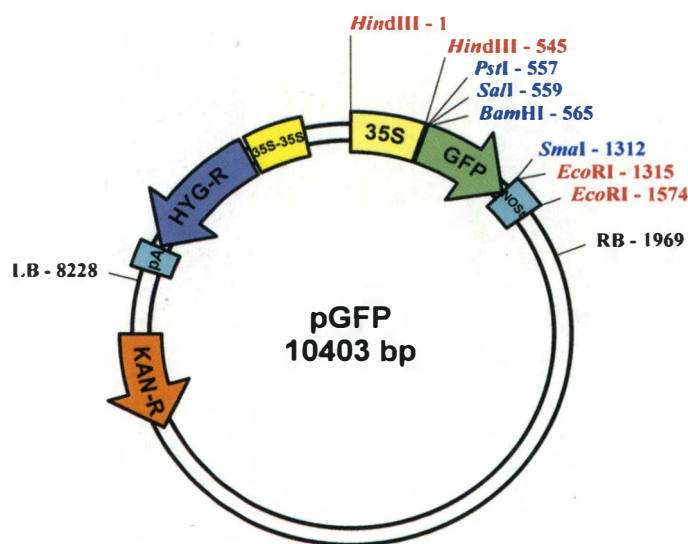 HindIII - 1
HindIII - 545
PstI - 557
SalI - 559
BamHI - 565
35S-35S
35S
GFP
SmaI - 1312
EcoRI - 1315
EcoRI - 1574
NOSt
HYG-R
pA
RB - 1969
LB - 8228
pGFP
10403 bp
KAN-R